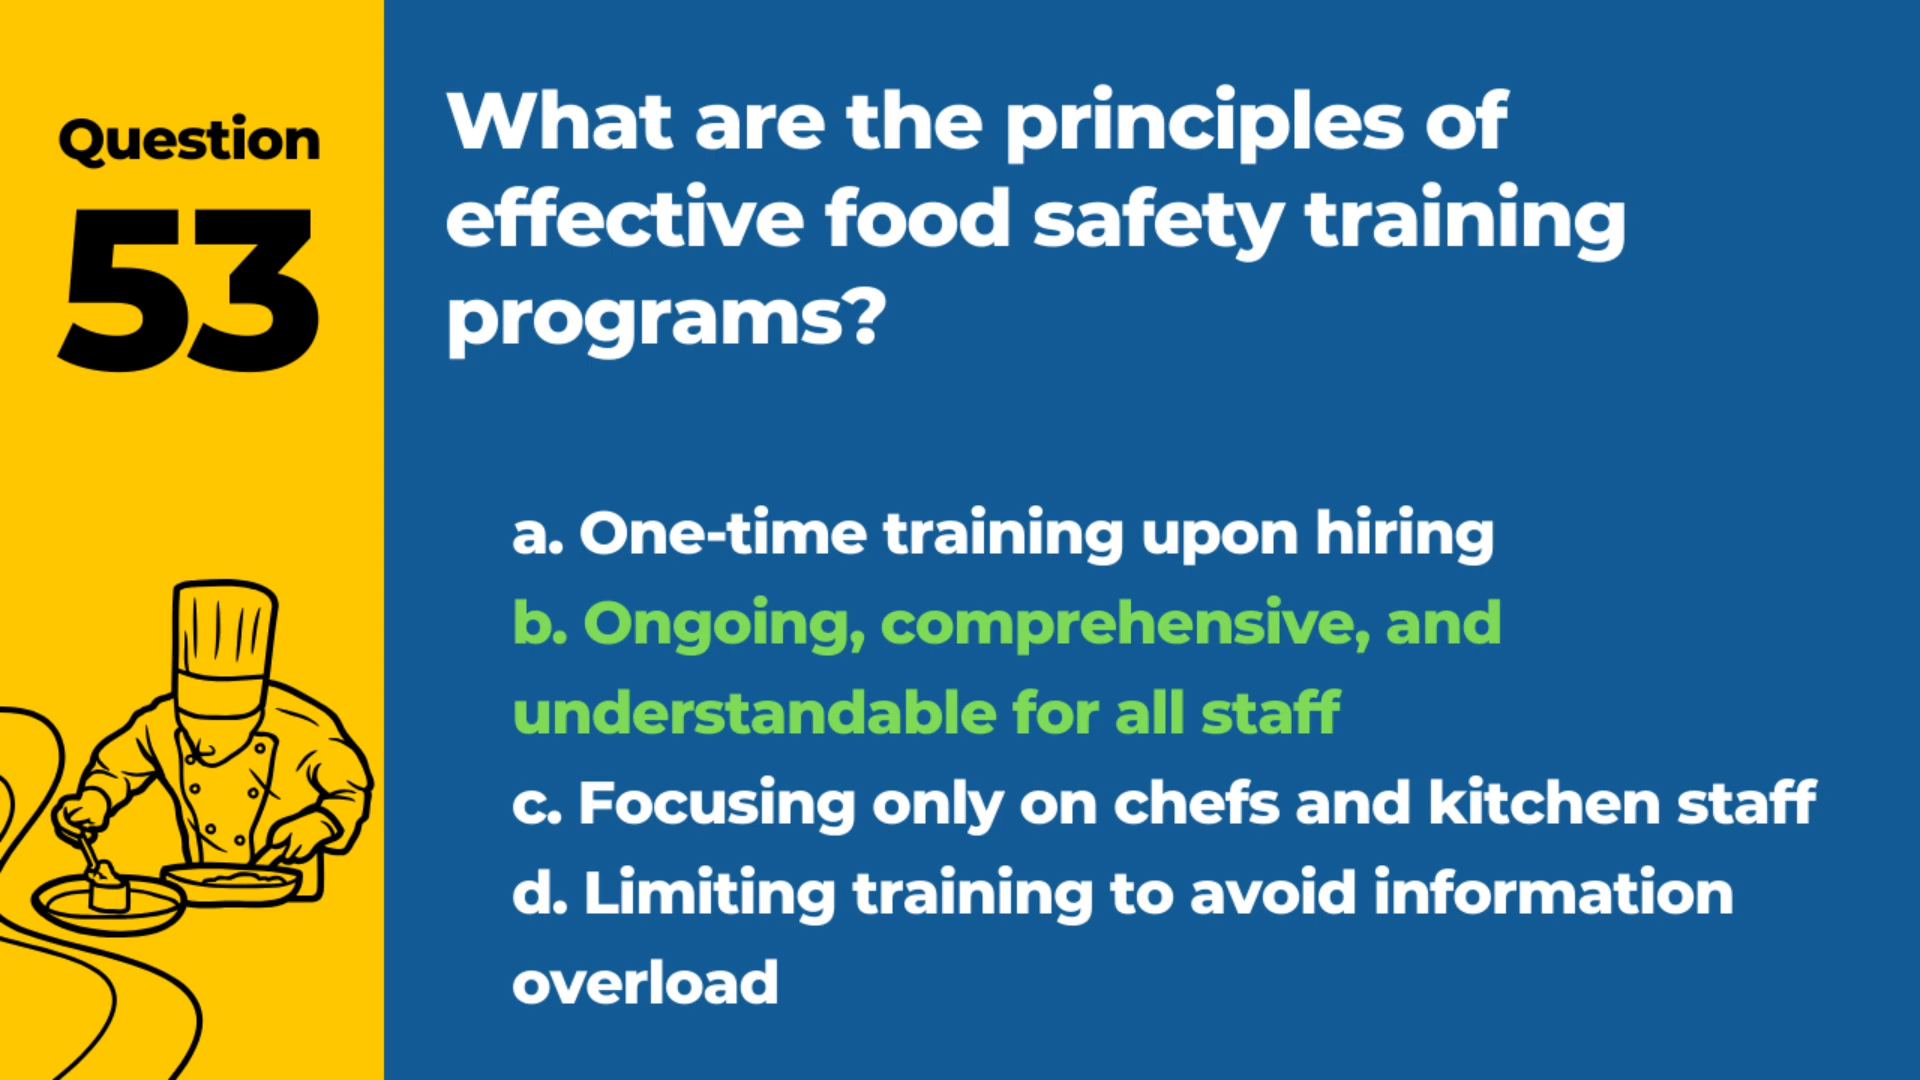 Question
53
What are the principles of
effective food safety training
programs?
a. One-time training upon hiring
b. Ongoing, comprehensive, and
understandable for all staff
c. Focusing only on chefs and kitchen staff
d. Limiting training to avoid information
overload